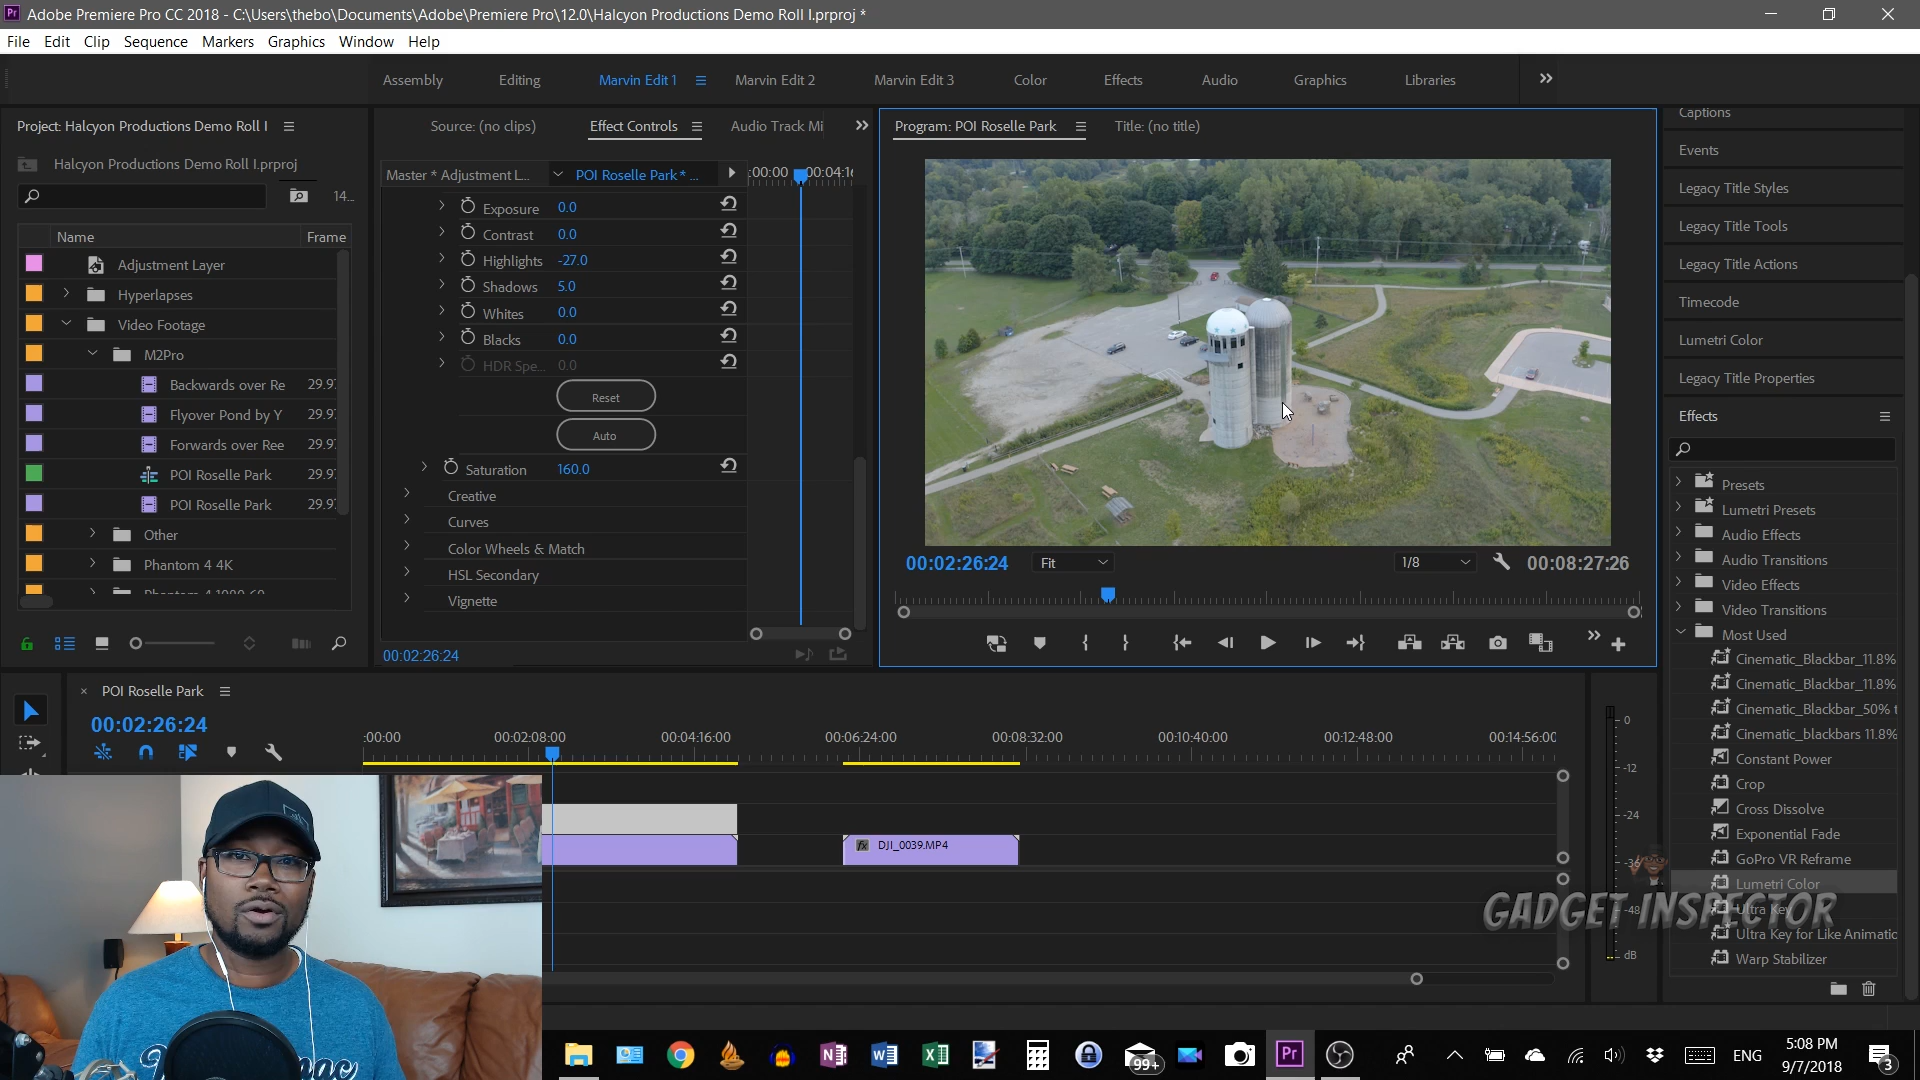 Adobe Premiere Pro CC 2018 - C:\Users\thebo\Documents\Adobe\Premiere Pro\12.0\Halcyon Productions Demo Roll I.prproj *
File Edit Clip Sequence Markers Graphics Window Help
Assembly Editing Marvin Edit 1 Marvin Edit 2 Marvin Edit 3 Color Effects Audio Graphics Libraries
Project: Halcyon Productions Demo Roll I
Halcyon Productions Demo Roll I.prproj
14...
Name Frame
Adjustment Layer
Hyperlapses
Video Footage
M2Pro
Backwards over Re 29.97
Flyover Pond by Y 29.97
Forwards over Ree 29.97
POI Roselle Park 29.97
POI Roselle Park 29.97
Other
Phantom 4 4K
Phantom 4 1080 60
Source: (no clips) Effect Controls Audio Track Mi
Master * Adjustment L... POI Roselle Park * ... :00:00 00:04:16
Exposure 0.0
Contrast 0.0
Highlights -27.0
Shadows 5.0
Whites 0.0
Blacks 0.0
HDR Spe... 0.0
Reset
Auto
Saturation 160.0
Creative
Curves
Color Wheels & Match
HSL Secondary
Vignette
00:02:26:24
Program: POI Roselle Park Title: (no title)
00:02:26:24 Fit 1/8 00:08:27:26
Captions
Events
Legacy Title Styles
Legacy Title Tools
Legacy Title Actions
Timecode
Lumetri Color
Legacy Title Properties
Effects
Presets
Lumetri Presets
Audio Effects
Audio Transitions
Video Effects
Video Transitions
Most Used
Cinematic_Blackbar_11.8%
Cinematic_Blackbar_11.8%
Cinematic_Blackbar_50% t
Cinematic_blackbars 11.8%
Constant Power
Crop
Cross Dissolve
Exponential Fade
GoPro VR Reframe
Lumetri Color
Ultra Key
Ultra Key for Like Animatic
Warp Stabilizer
× POI Roselle Park
00:02:26:24
:00:00 00:02:08:00 00:04:16:00 00:06:24:00 00:08:32:00 00:10:40:00 00:12:48:00 00:14:56:00
fx DJI_0039.MP4
0
-12
-24
-36
-48
dB
GADGET INSPECTOR
99+
Pr
ENG
5:08 PM
9/7/2018
3